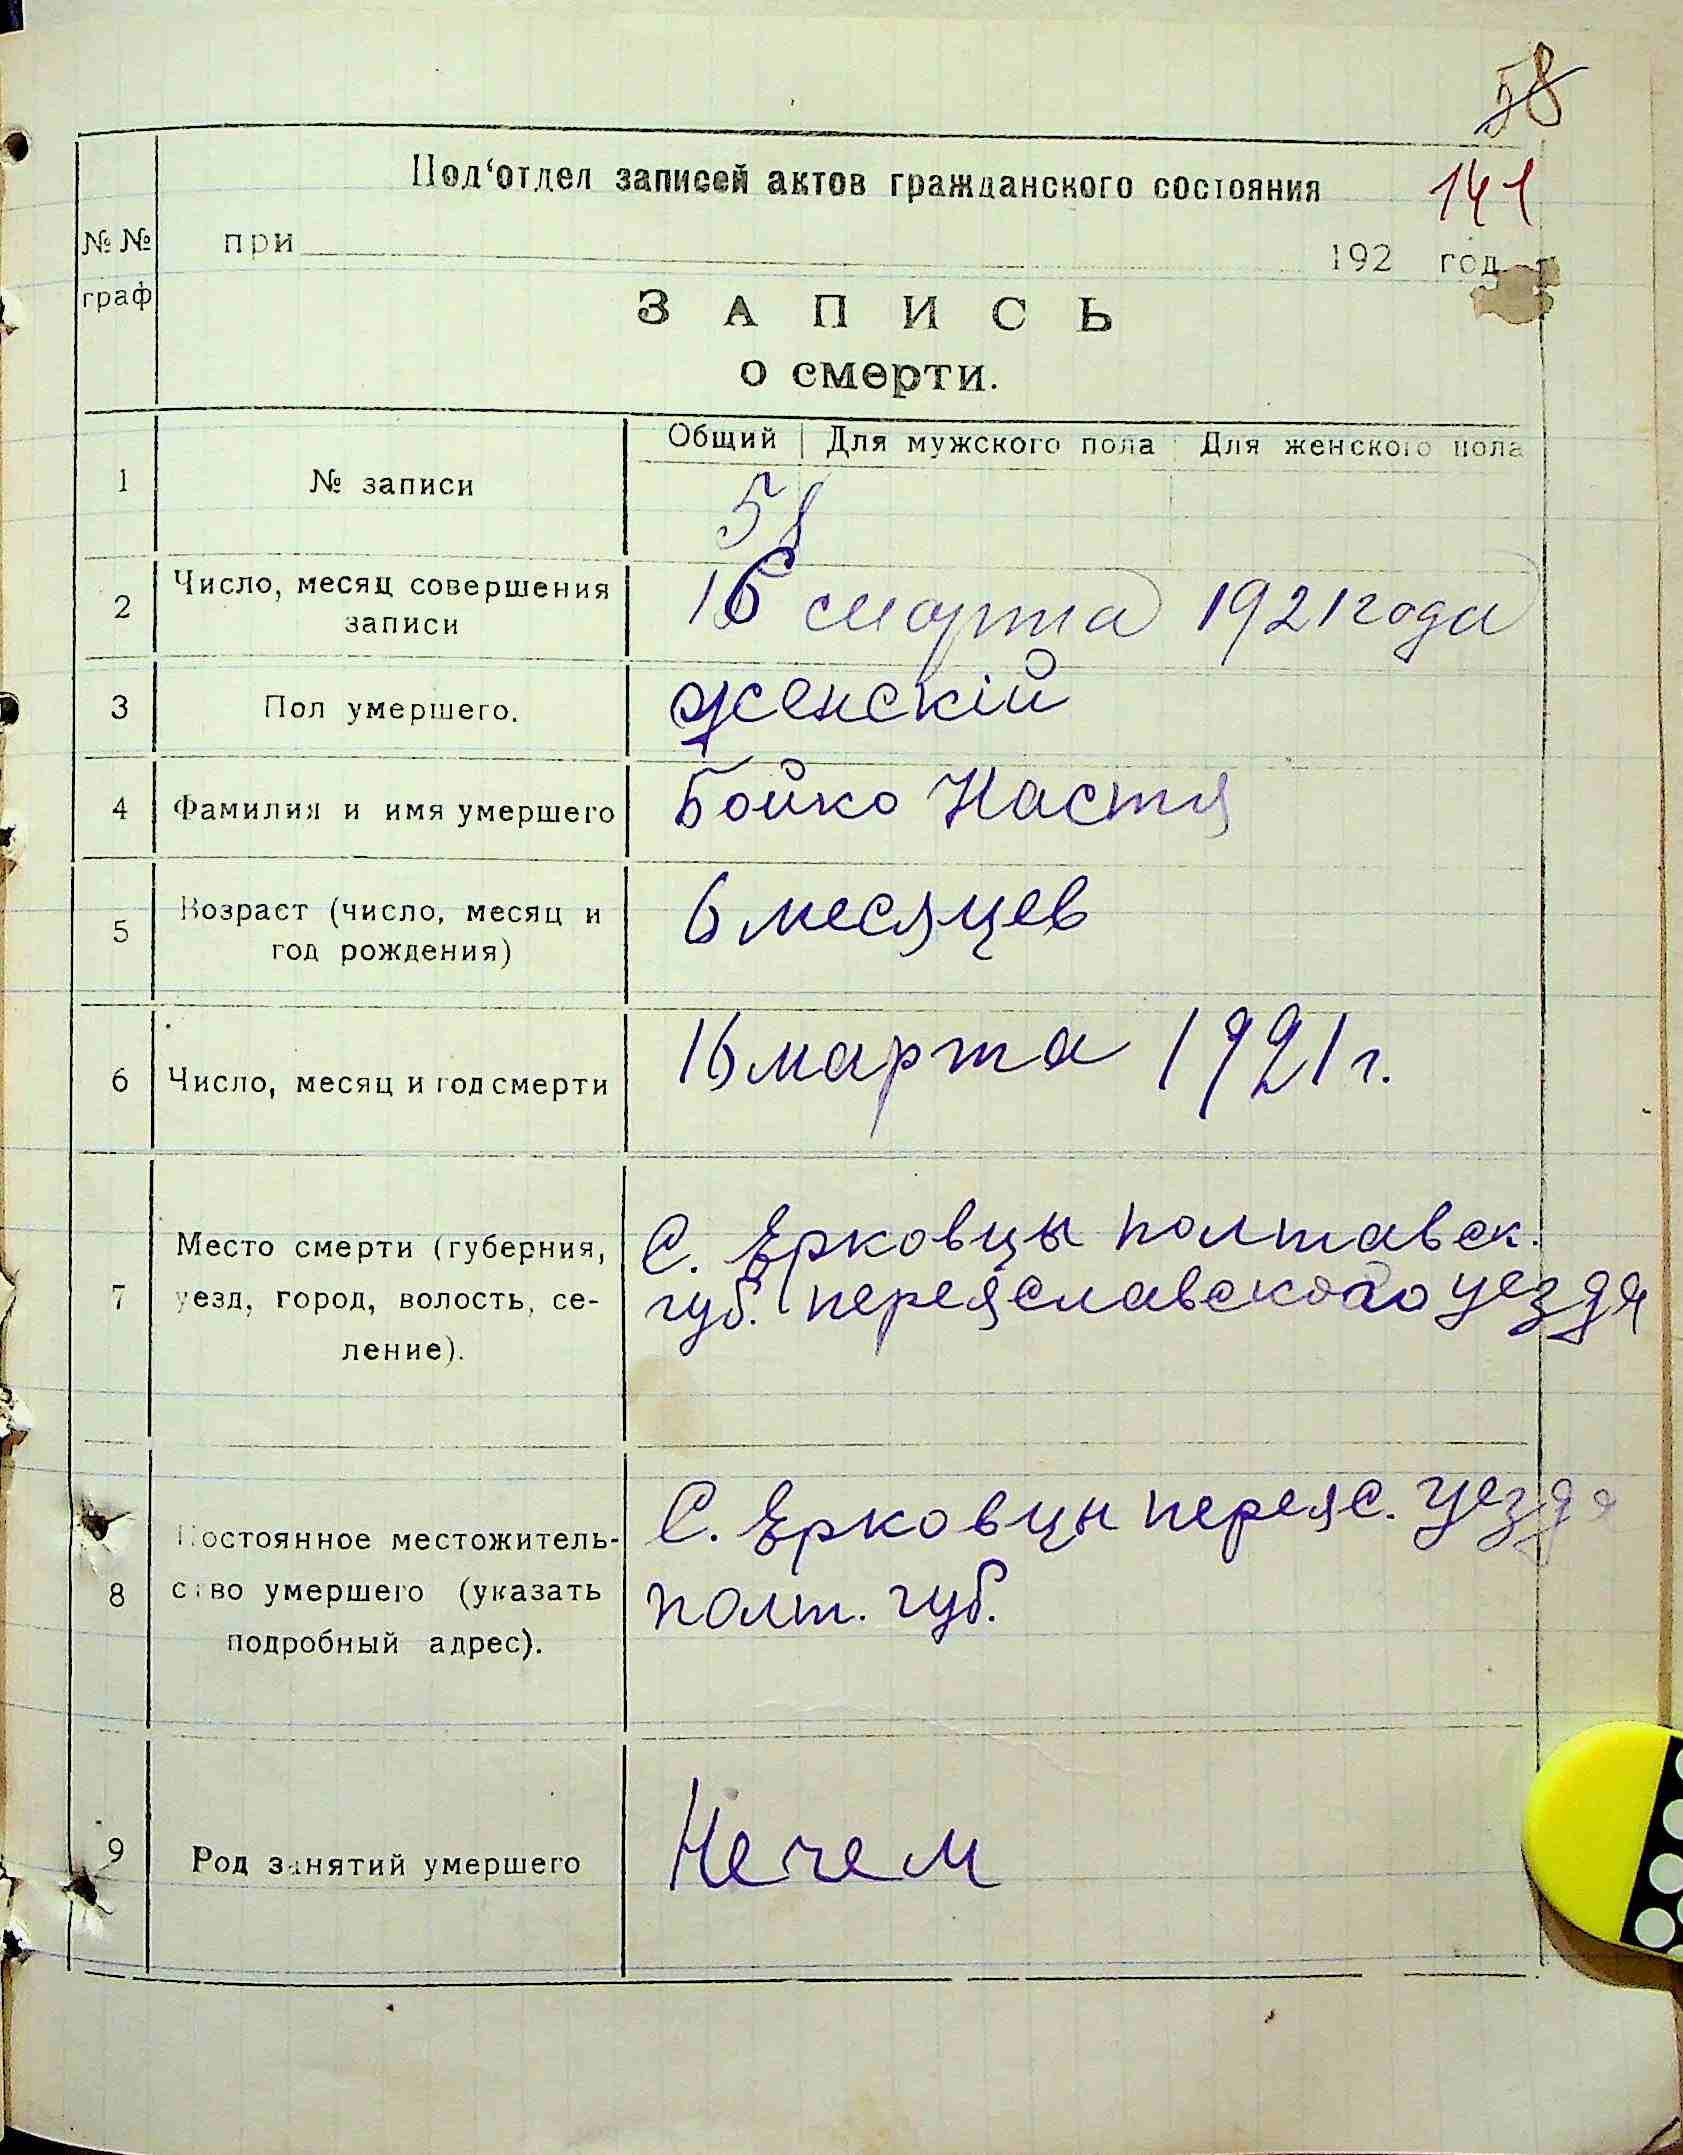 58
Под‘отдел записей актов гражданского состояния
141
№ №
граф
при 192 год
ЗАПИСЬ
о смерти.
Общий Для мужского пола Для женского пола
1 № записи 58
2 Число, месяц совершения записи
16 марта 1921 года
3 Пол умершего. женскій
4 Фамилия и имя умершего Бойко Настя
5 Возраст (число, месяц и
год рождения)
6 месяцев
6 Число, месяц и год смерти 16 марта 1921 г.
7 Место смерти (губерния,
уезд, город, волость, се-
ление).
С. Ерковцы полтавск.
губ. переяславского уезда
8 Постоянное местожитель-
ство умершего (указать
подробный адрес).
С. Ерковцы переяс. уезда
полт. губ.
9 Род занятий умершего Нечем